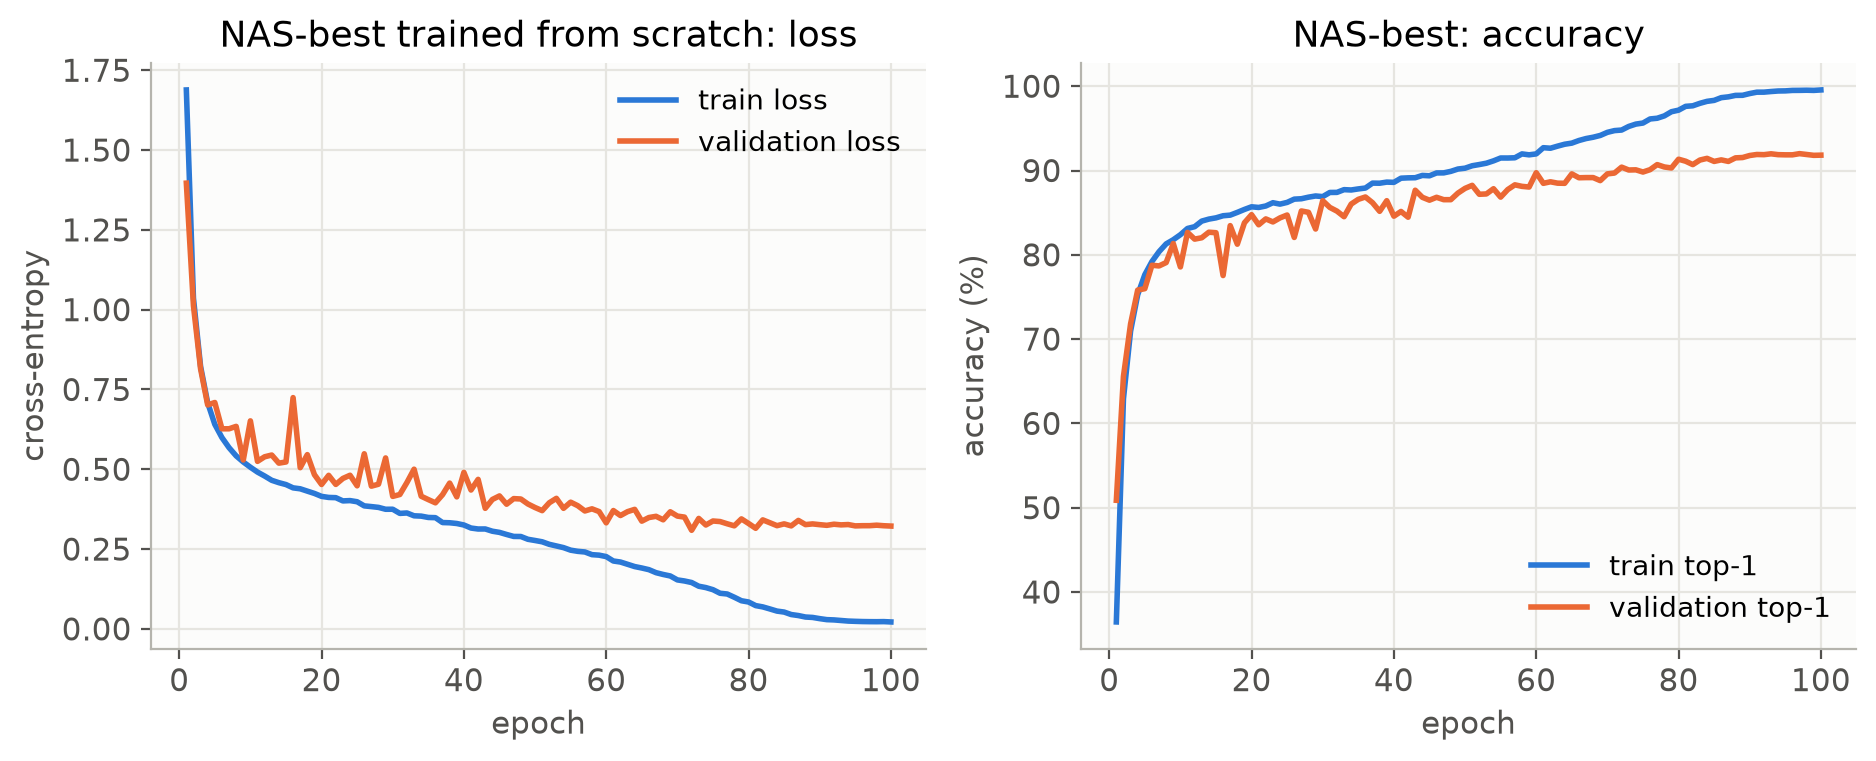 NAS-best trained from scratch: loss
1.75
1.50
1.25
1.00
0.75
0.50
0.25
0.00
cross-entropy
train loss
validation loss
0 20 40 60 80 100
epoch
NAS-best: accuracy
100
90
80
70
60
50
40
accuracy (%)
train top-1
validation top-1
0 20 40 60 80 100
epoch